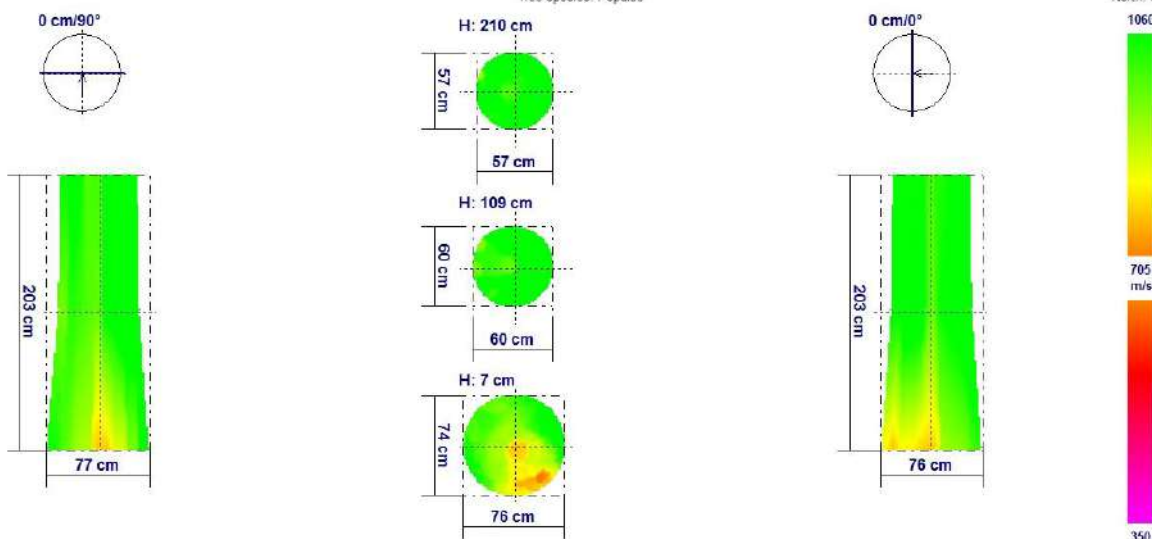 0 cm/90°
H: 210 cm
57 cm
57 cm
H: 109 cm
60 cm
60 cm
H: 7 cm
74 cm
76 cm
203 cm
77 cm
0 cm/0°
203 cm
76 cm
1060
705
m/s
350